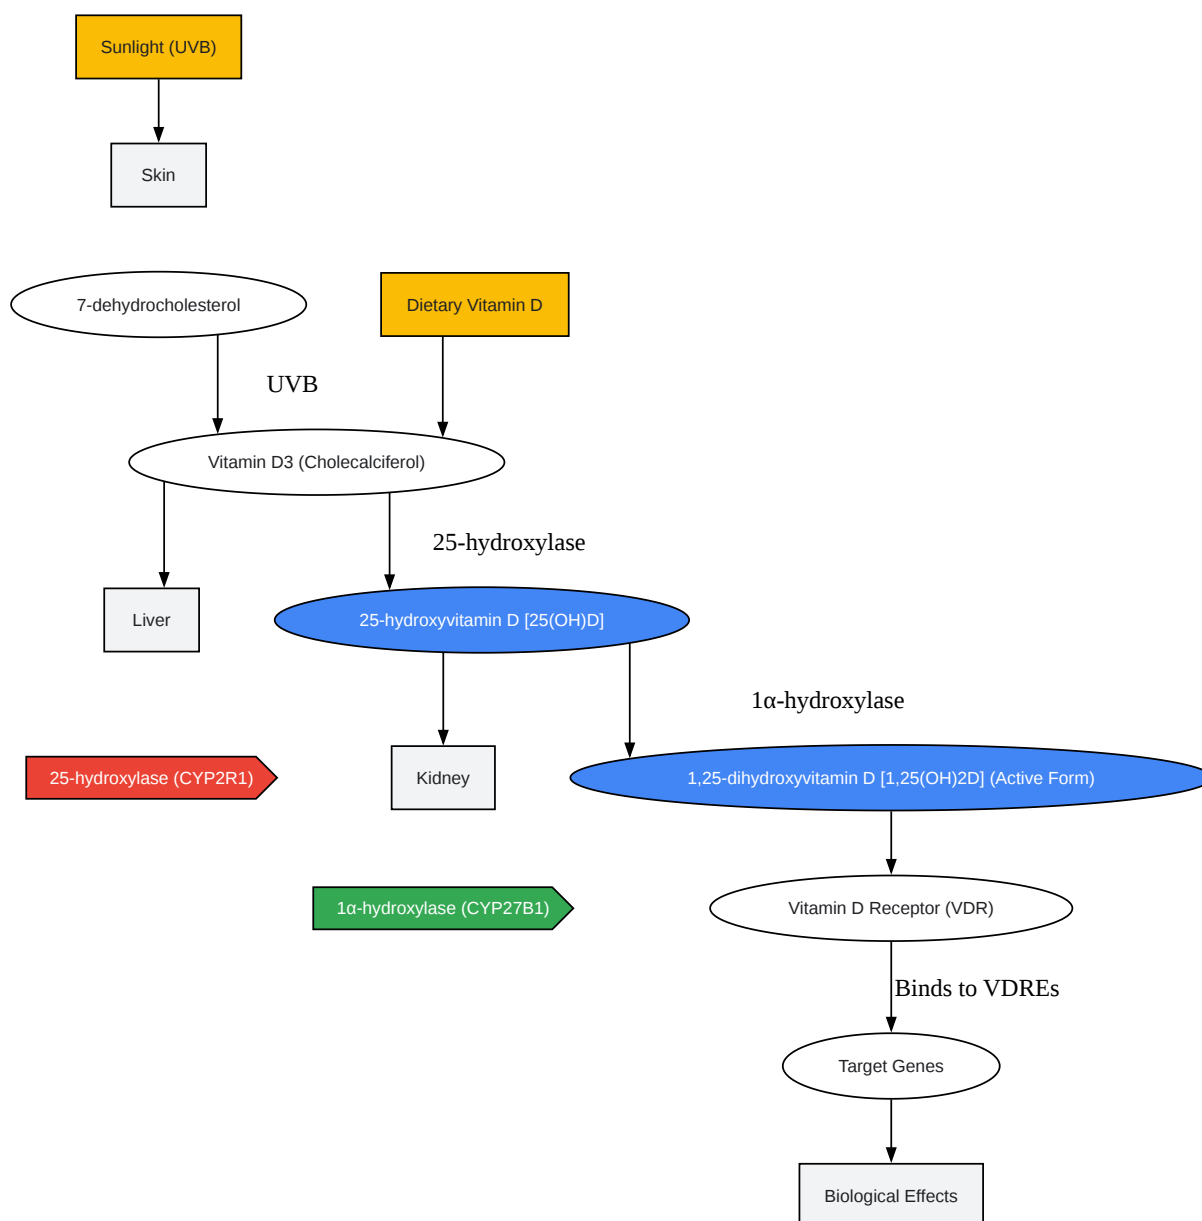 Sunlight (UVB)
Skin
7-dehydrocholesterol
Dietary Vitamin D
UVB
Vitamin D3 (Cholecalciferol)
25-hydroxylase
Liver
25-hydroxyvitamin D [25(OH)D]
1α-hydroxylase
25-hydroxylase (CYP2R1)
Kidney
1,25-dihydroxyvitamin D [1,25(OH)2D] (Active Form)
1α-hydroxylase (CYP27B1)
Vitamin D Receptor (VDR)
Binds to VDREs
Target Genes
Biological Effects